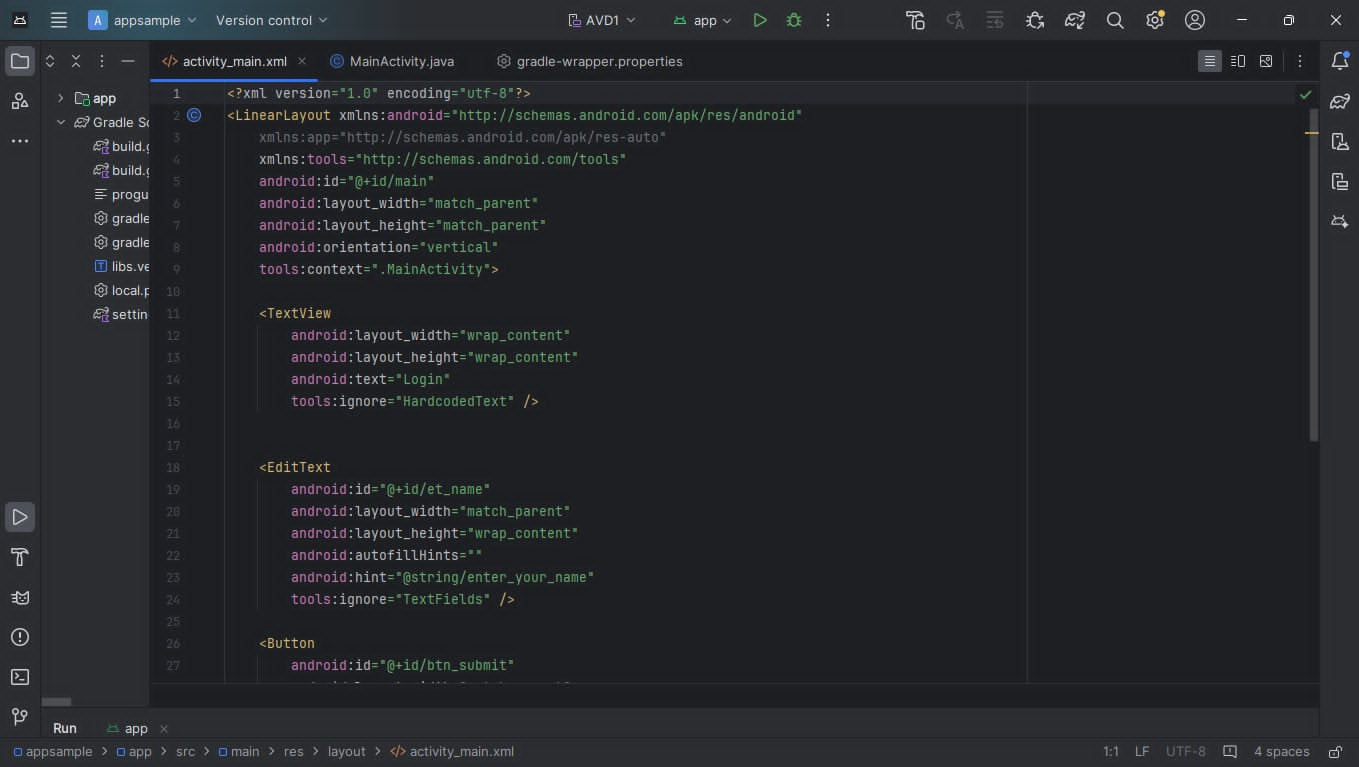 A appsample Version control AVD1 app
activity_main.xml MainActivity.java gradle-wrapper.properties
app
Gradle Sc
build.g
build.g
progu
gradle
gradle
libs.ve
local.p
settin
1 <?xml version="1.0" encoding="utf-8"?>
2 <LinearLayout xmlns:android="http://schemas.android.com/apk/res/android"
3 xmlns:app="http://schemas.android.com/apk/res-auto"
4 xmlns:tools="http://schemas.android.com/tools"
5 android:id="@+id/main"
6 android:layout_width="match_parent"
7 android:layout_height="match_parent"
8 android:orientation="vertical"
9 tools:context=".MainActivity">
10
11 <TextView
12 android:layout_width="wrap_content"
13 android:layout_height="wrap_content"
14 android:text="Login"
15 tools:ignore="HardcodedText" />
16
17
18 <EditText
19 android:id="@+id/et_name"
20 android:layout_width="match_parent"
21 android:layout_height="wrap_content"
22 android:autofillHints=""
23 android:hint="@string/enter_your_name"
24 tools:ignore="TextFields" />
25
26 <Button
27 android:id="@+id/btn_submit"
Run app
appsample app src main res layout activity_main.xml 1:1 LF UTF-8 4 spaces